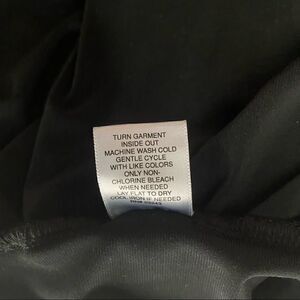 TURN GARMENT
INSIDE OUT
MACHINE WASH COLD
GENTLE CYCLE
WITH LIKE COLORS
ONLY NON-
CHLORINE BLEACH
WHEN NEEDED
LAY FLAT TO DRY
COOL IRON IF NEEDED